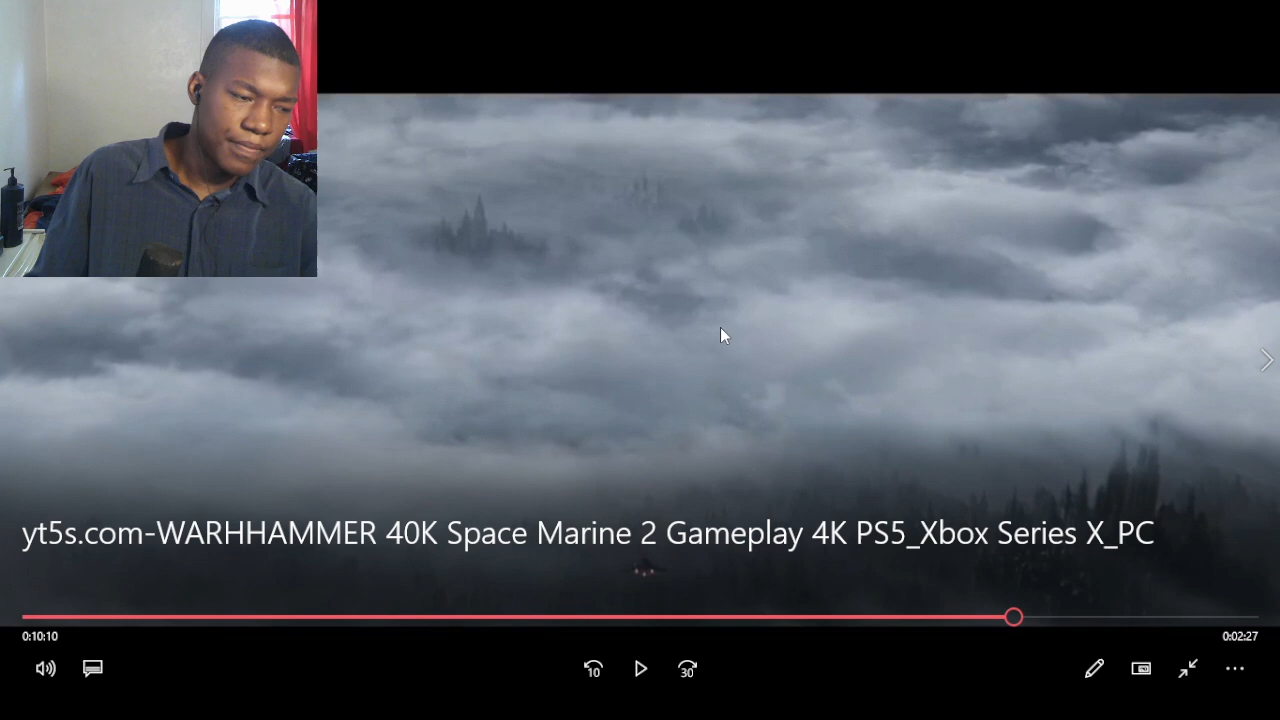 yt5s.com-WARHHAMMER 40K Space Marine 2 Gameplay 4K PS5_Xbox Series X_PC
0:10:10
0:02:27
10
30